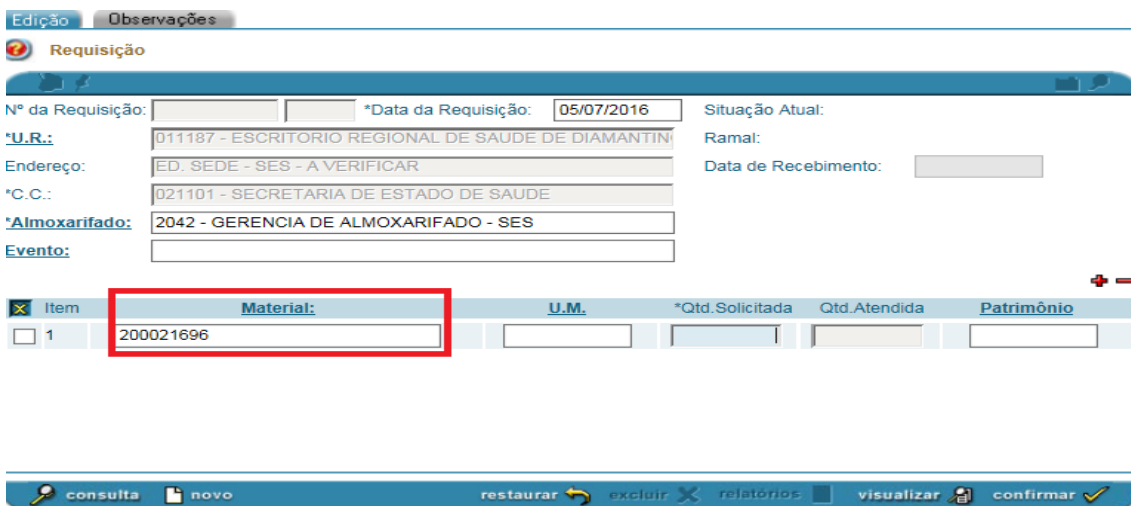 Edição Observações
Requisição
Nº da Requisição: *Data da Requisição: 05/07/2016 Situação Atual:
*U.R.: 011187 - ESCRITORIO REGIONAL DE SAUDE DE DIAMANTIN Ramal:
Endereço: ED. SEDE - SES - A VERIFICAR Data de Recebimento:
*C.C.: 021101 - SECRETARIA DE ESTADO DE SAUDE
*Almoxarifado: 2042 - GERENCIA DE ALMOXARIFADO - SES
Evento:
Item Material: U.M. *Qtd.Solicitada Qtd.Atendida Patrimônio
1 200021696
consulta novo restaurar excluir relatórios visualizar confirmar